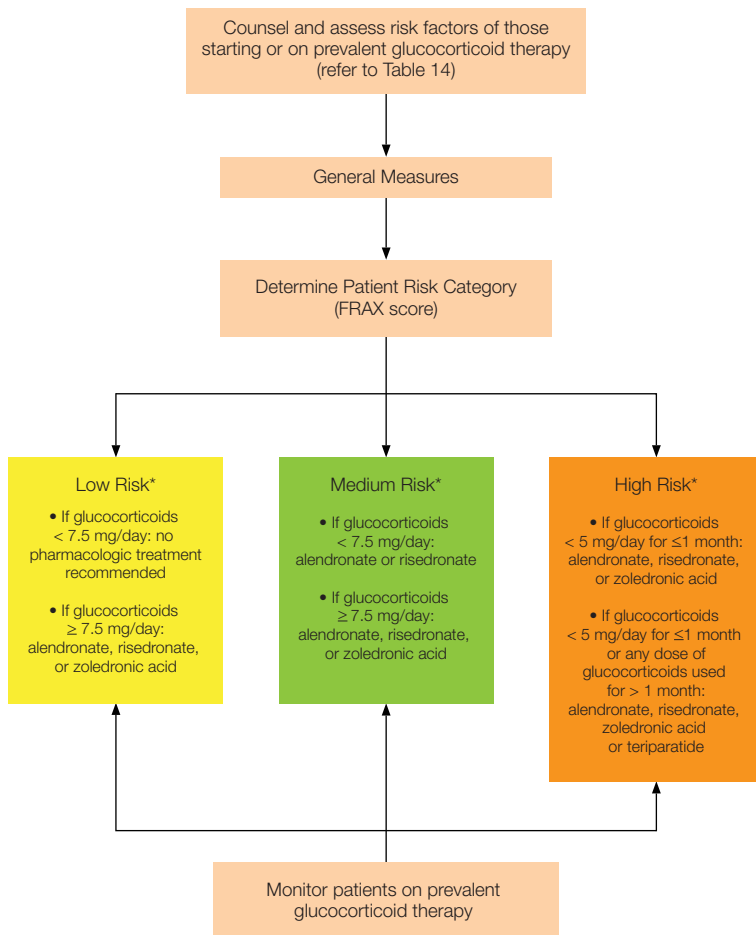 Counsel and assess risk factors of those
starting or on prevalent glucocorticoid therapy
(refer to Table 14)
General Measures
Determine Patient Risk Category
(FRAX score)
Low Risk*
• If glucocorticoids
< 7.5 mg/day: no
pharmacologic treatment
recommended
• If glucocorticoids
≥ 7.5 mg/day:
alendronate, risedronate,
or zoledronic acid
Medium Risk*
• If glucocorticoids
< 7.5 mg/day:
alendronate or risedronate
• If glucocorticoids
≥ 7.5 mg/day:
alendronate, risedronate,
or zoledronic acid
High Risk*
• If glucocorticoids
< 5 mg/day for ≤1 month:
alendronate, risedronate,
or zoledronic acid
• If glucocorticoids
< 5 mg/day for ≤1 month
or any dose of
glucocorticoids used
for > 1 month:
alendronate, risedronate,
zoledronic acid
or teriparatide
Monitor patients on prevalent
glucocorticoid therapy